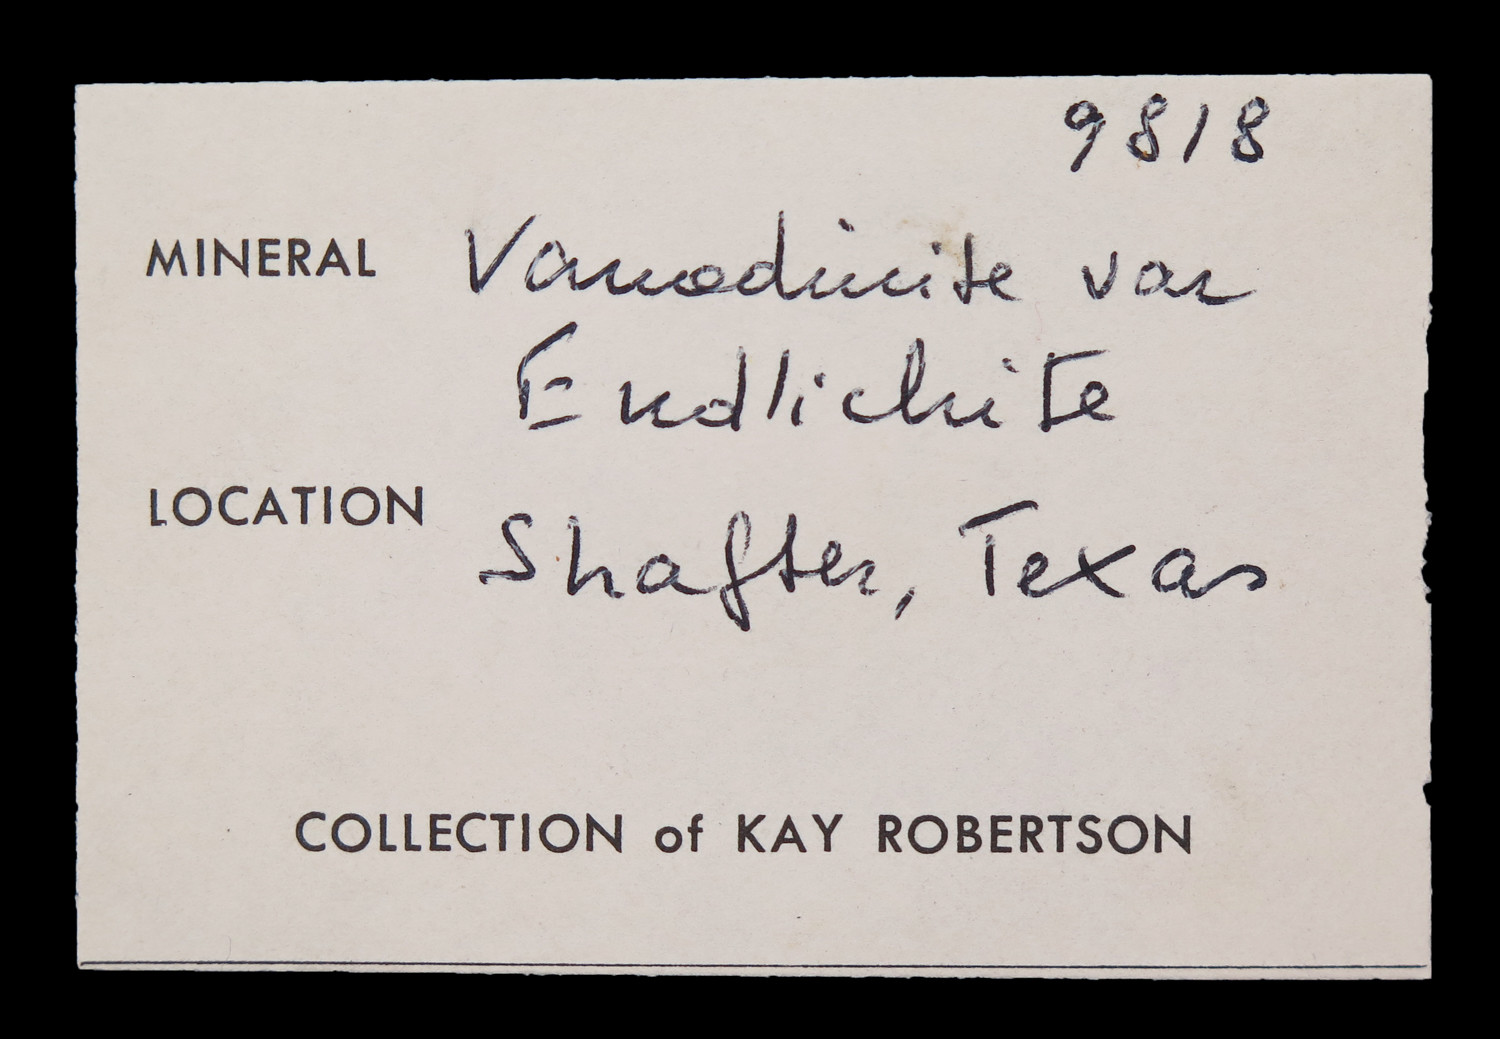 9818
MINERAL Vanadinite var
Endlichite
LOCATION Shafter, Texas
COLLECTION of KAY ROBERTSON